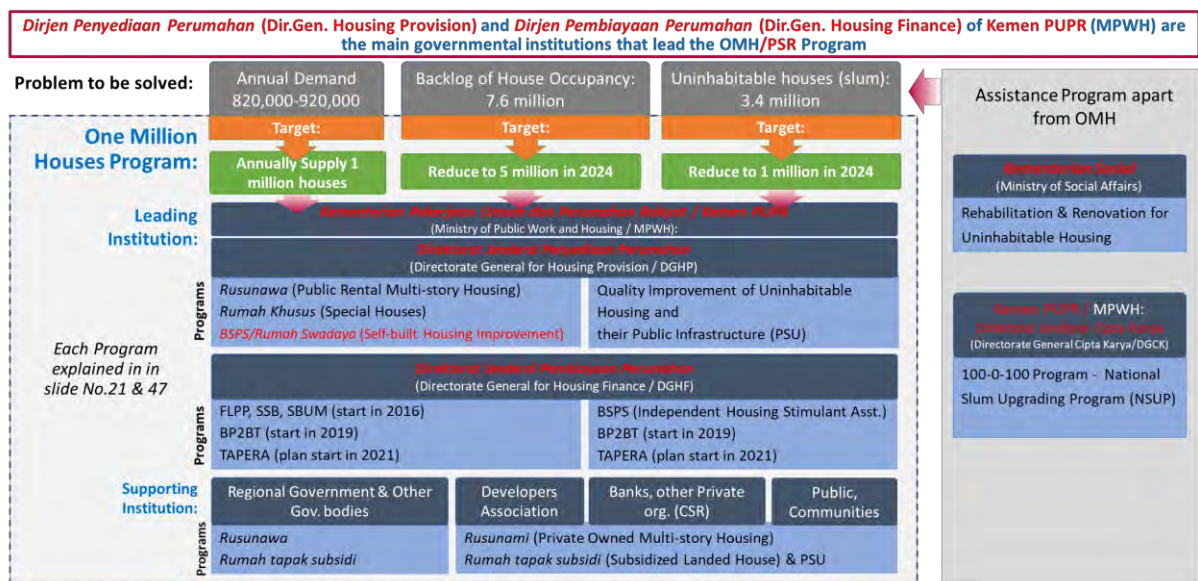 Dirjen Penyediaan Perumahan (Dir.Gen. Housing Provision) and Dirjen Pembiayaan Perumahan (Dir.Gen. Housing Finance) of Kemen PUPR (MPWH) are
the main governmental institutions that lead the OMH/PSR Program
Problem to be solved:
Annual Demand
820,000-920,000
Backlog of House Occupancy:
7.6 million
Uninhabitable houses (slum):
3.4 million
One Million
Houses Program:
Target:
Target:
Target:
Annually Supply 1
million houses
Reduce to 5 million in 2024
Reduce to 1 million in 2024
Leading
Institution:
Kementerian Pekerjaan Umum dan Perumahan Rakyat / Kemen PUPR
(Ministry of Public Work and Housing / MPWH):
Direktorat Jenderal Penyediaan Perumahan
(Directorate General for Housing Provision / DGHP)
Programs
Rusunawa (Public Rental Multi-story Housing)
Rumah Khusus (Special Houses)
BSPS/Rumah Swadaya (Self-built Housing Improvement)
Quality Improvement of Uninhabitable
Housing and
their Public Infrastructure (PSU)
Each Program
explained in in
slide No.21 & 47
Direktorat Jenderal Pembiayaan Perumahan
(Directorate General for Housing Finance / DGHF)
Programs
FLPP, SSB, SBUM (start in 2016)
BP2BT (start in 2019)
TAPERA (plan start in 2021)
BSPS (Independent Housing Stimulant Asst.)
BP2BT (start in 2019)
TAPERA (plan start in 2021)
Supporting
Institution:
Regional Government & Other
Gov. bodies
Developers
Association
Banks, other Private
org. (CSR)
Public,
Communities
Programs
Rusunawa
Rumah tapak subsidi
Rusunami (Private Owned Multi-story Housing)
Rumah tapak subsidi (Subsidized Landed House) & PSU
Assistance Program apart
from OMH
Kementerian Sosial
(Ministry of Social Affairs)
Rehabilitation & Renovation for
Uninhabitable Housing
Kemen PUPR / MPWH:
Direktorat Jenderal Cipta Karya
(Directorate General Cipta Karya/DGCK)
100-0-100 Program - National
Slum Upgrading Program (NSUP)